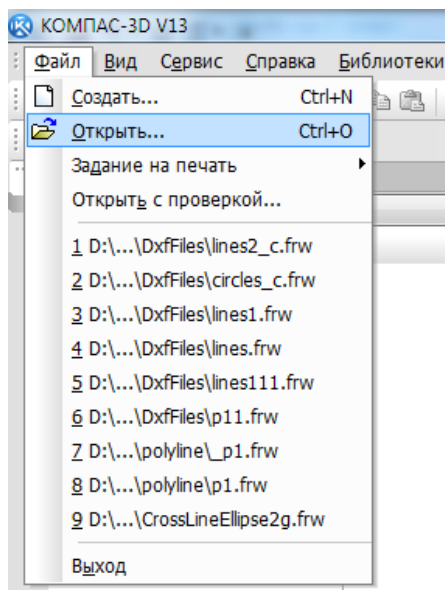 КОМПАС-3D V13
Файл Вид Сервис Справка Библиотеки
Создать... Ctrl+N
Открыть... Ctrl+O
Задание на печать
Открыть с проверкой...
1 D:\...\DxfFiles\lines2_c.frw
2 D:\...\DxfFiles\circles_c.frw
3 D:\...\DxfFiles\lines1.frw
4 D:\...\DxfFiles\lines.frw
5 D:\...\DxfFiles\lines111.frw
6 D:\...\DxfFiles\p11.frw
7 D:\...\polyline\_p1.frw
8 D:\...\polyline\p1.frw
9 D:\...\CrossLineEllipse2g.frw
Выход